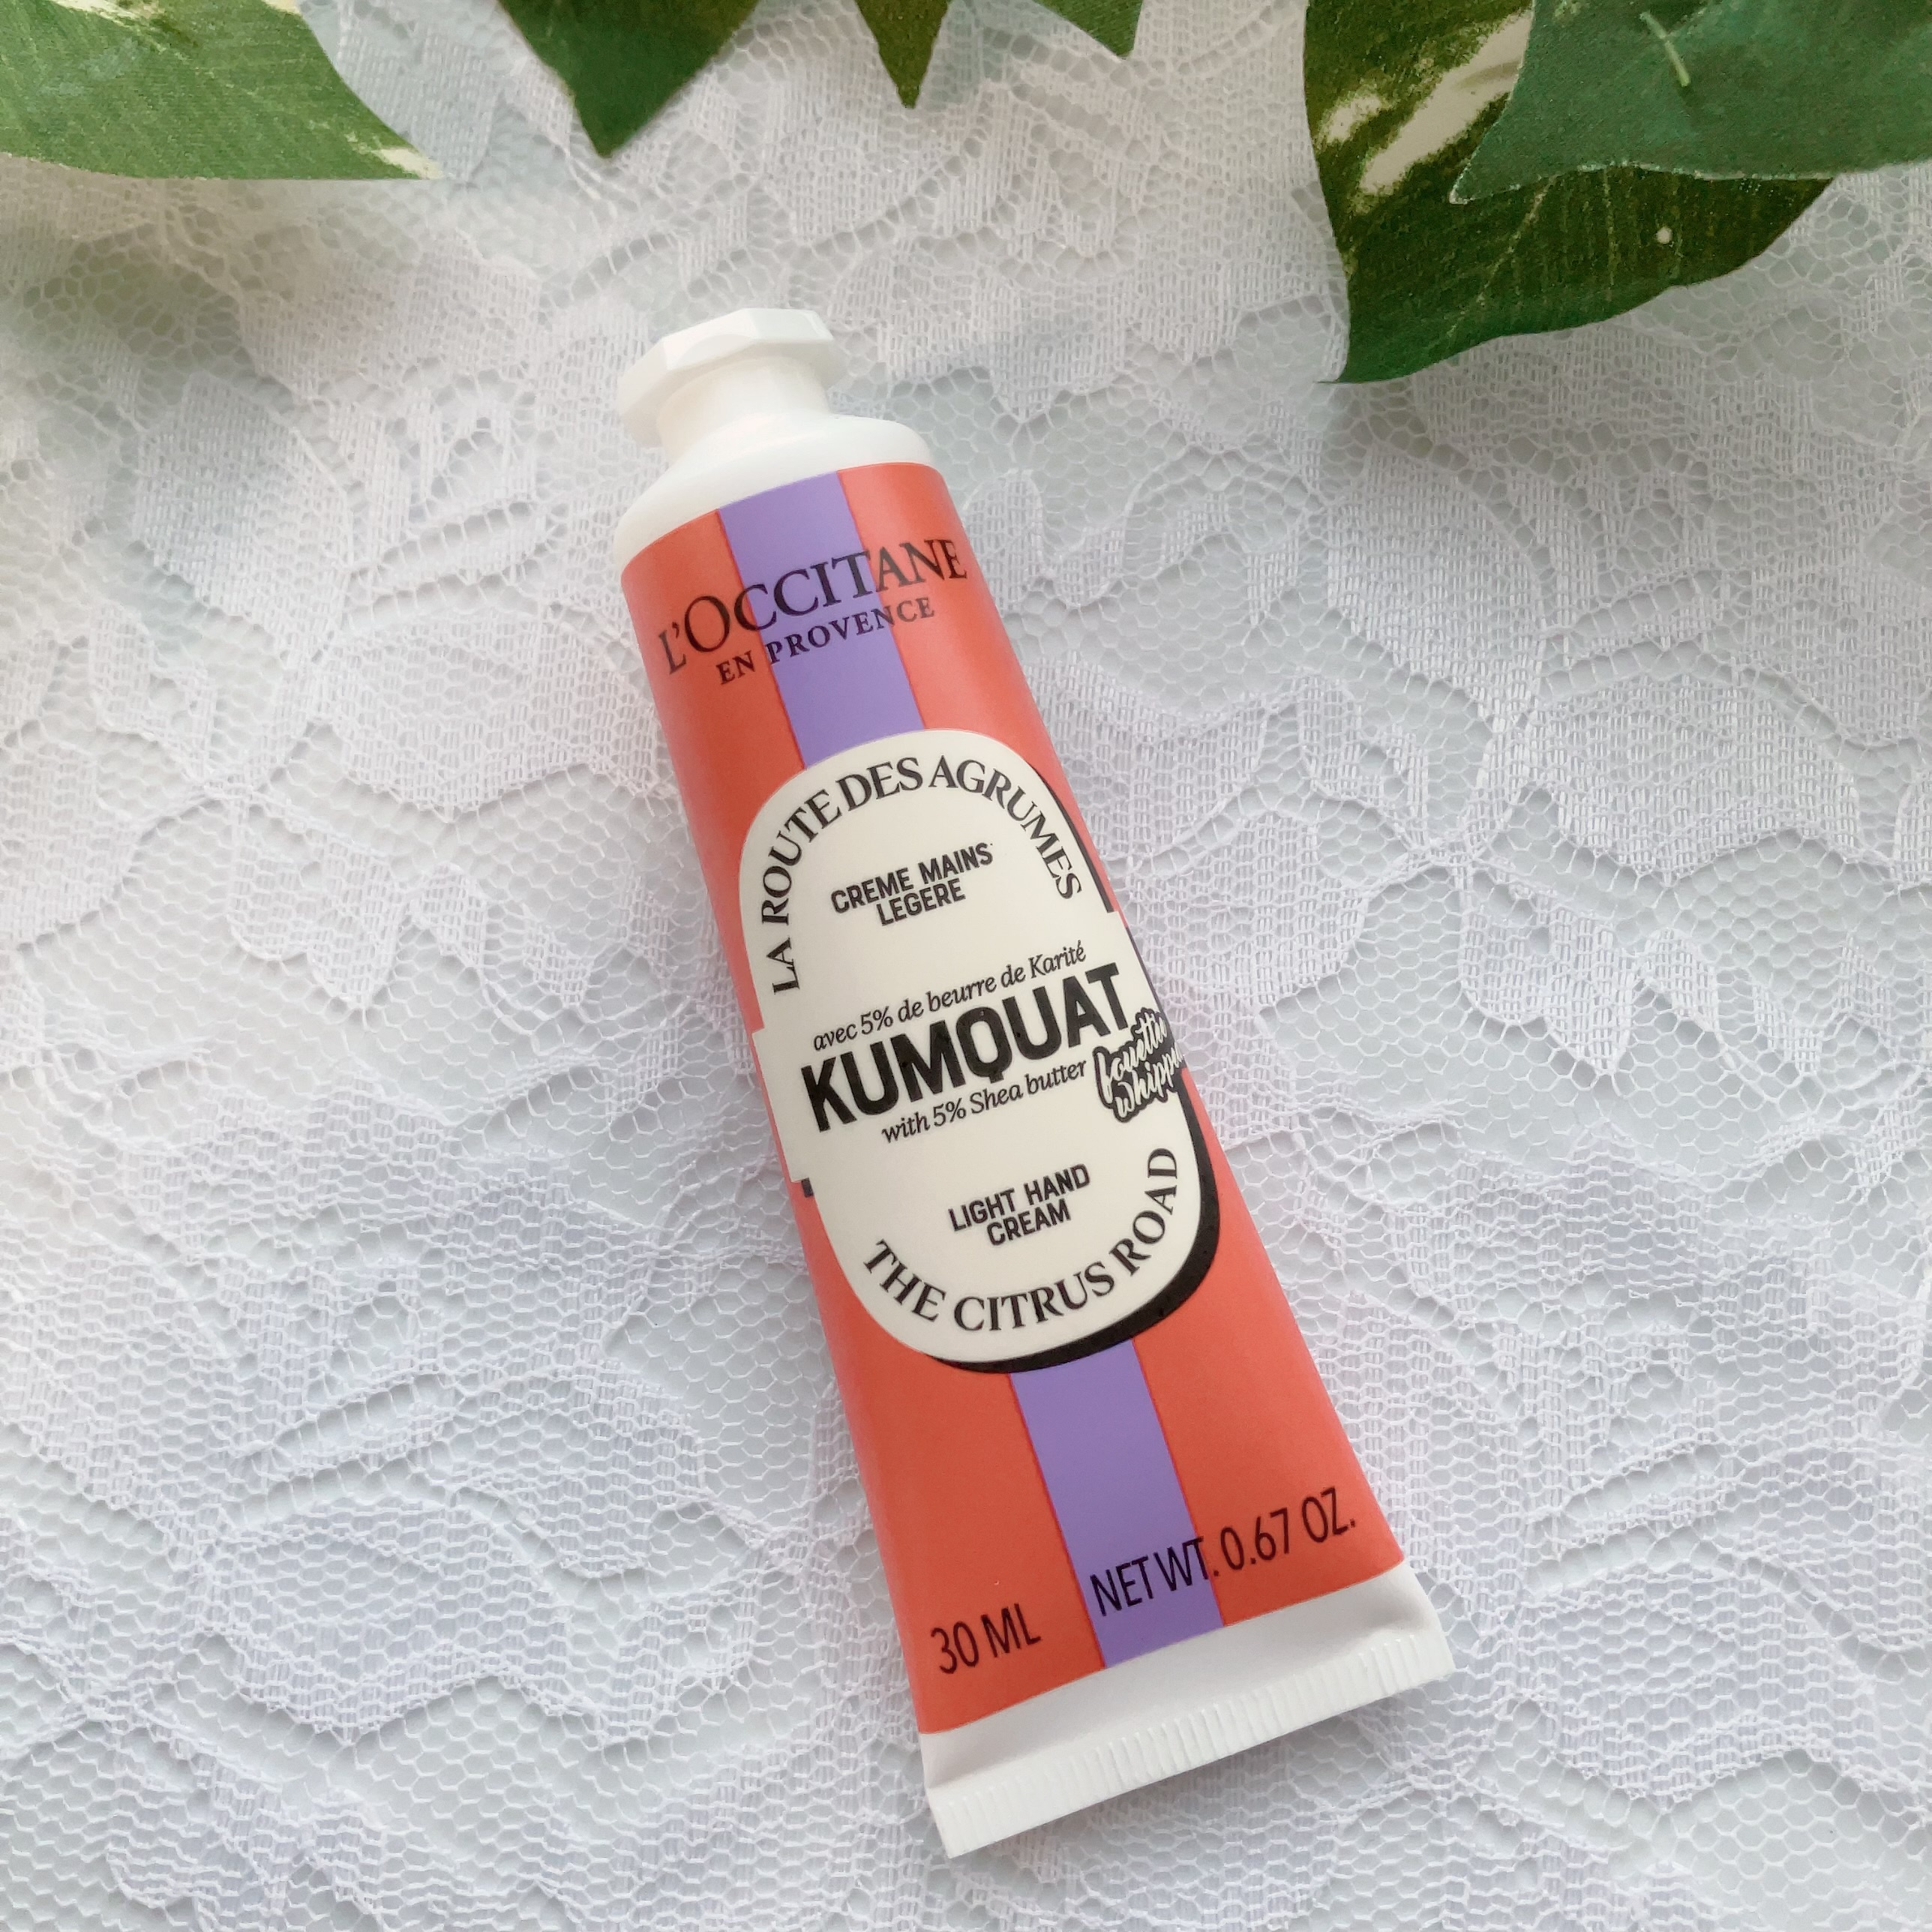 L'OCCITANE
EN PROVENCE
LA ROUTE DES AGRUMES
CREME MAINS
LEGERE
avec 5% de beurre de Karité
KUMQUAT
with 5% Shea butter
LIGHT HAND
CREAM
THE CITRUS ROAD
30 ML
NET WT. 0.67 OZ.